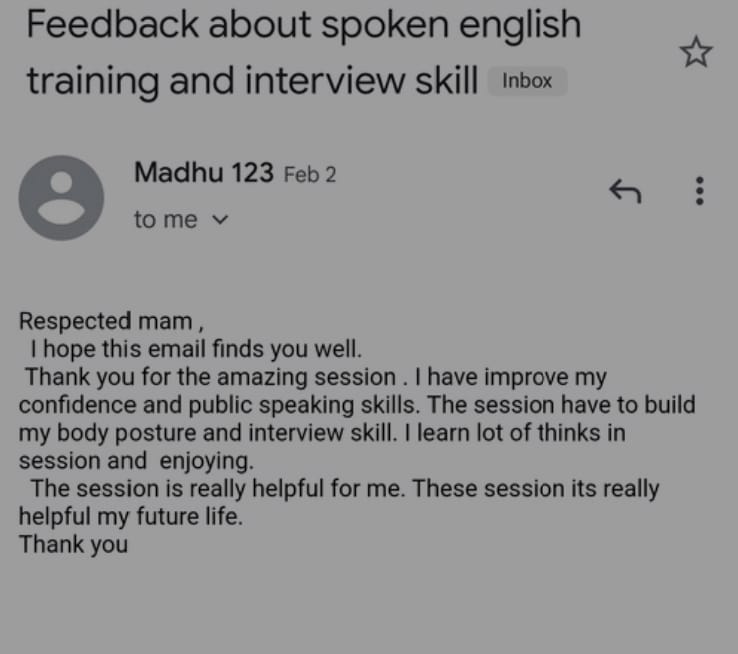 Feedback about spoken english
training and interview skill Inbox
Madhu 123 Feb 2
to me
Respected mam ,
I hope this email finds you well.
Thank you for the amazing session . I have improve my
confidence and public speaking skills. The session have to build
my body posture and interview skill. I learn lot of thinks in
session and enjoying.
The session is really helpful for me. These session its really
helpful my future life.
Thank you